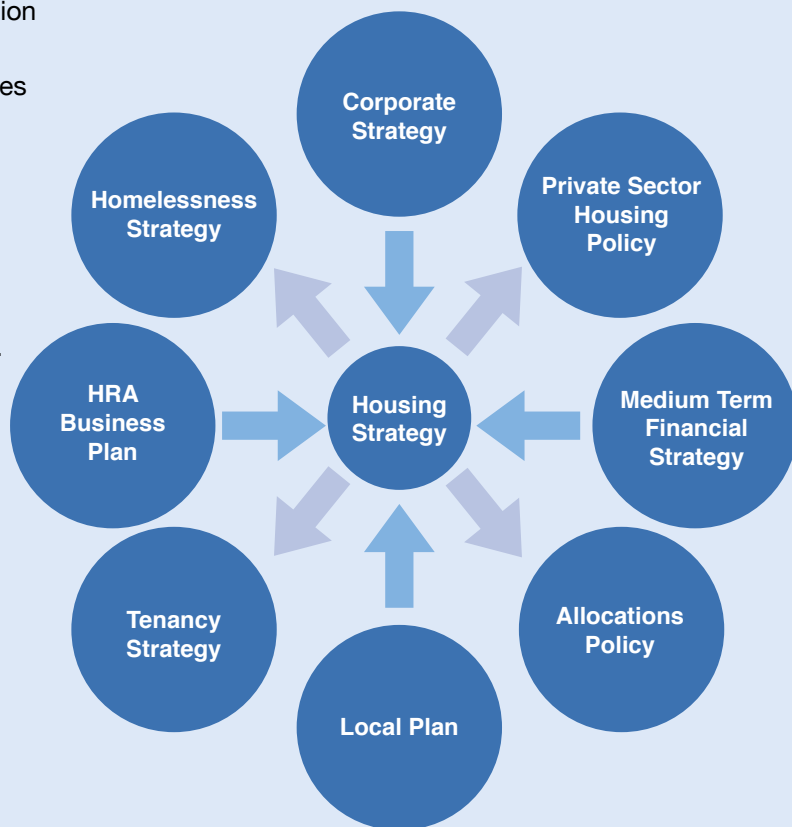 ion
es
Corporate
Strategy
Homelessness
Strategy
Private Sector
Housing
Policy
HRA
Business
Plan
Housing
Strategy
Medium Term
Financial
Strategy
Tenancy
Strategy
Allocations
Policy
Local Plan